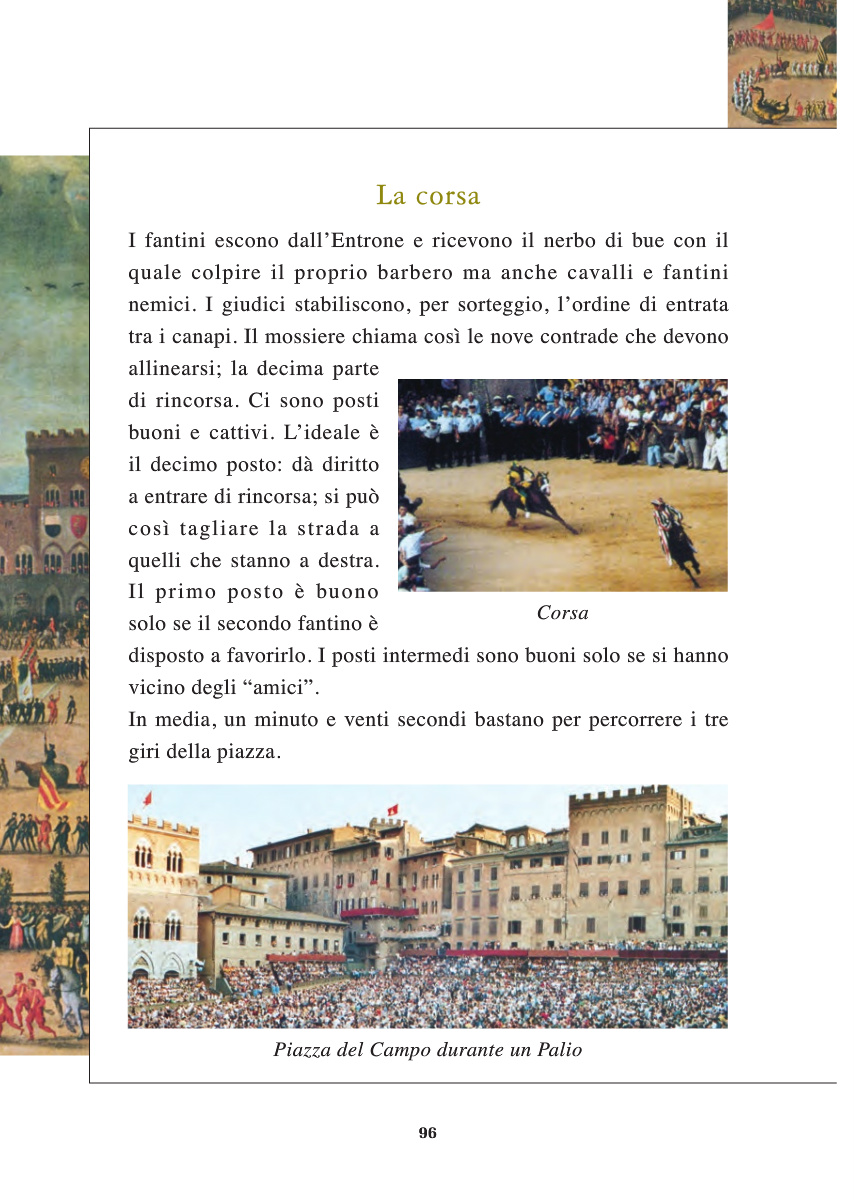 La corsa
I fantini escono dall’Entrone e ricevono il nerbo di bue con il
quale colpire il proprio barbero ma anche cavalli e fantini
nemici. I giudici stabiliscono, per sorteggio, l’ordine di entrata
tra i canapi. Il mossiere chiama così le nove contrade che devono
allinearsi; la decima parte
di rincorsa. Ci sono posti
buoni e cattivi. L’ideale è
il decimo posto: dà diritto
a entrare di rincorsa; si può
così tagliare la strada a
quelli che stanno a destra.
Il primo posto è buono
solo se il secondo fantino è
disposto a favorirlo. I posti intermedi sono buoni solo se si hanno
vicino degli “amici”.
In media, un minuto e venti secondi bastano per percorrere i tre
giri della piazza.
Corsa
Piazza del Campo durante un Palio
96